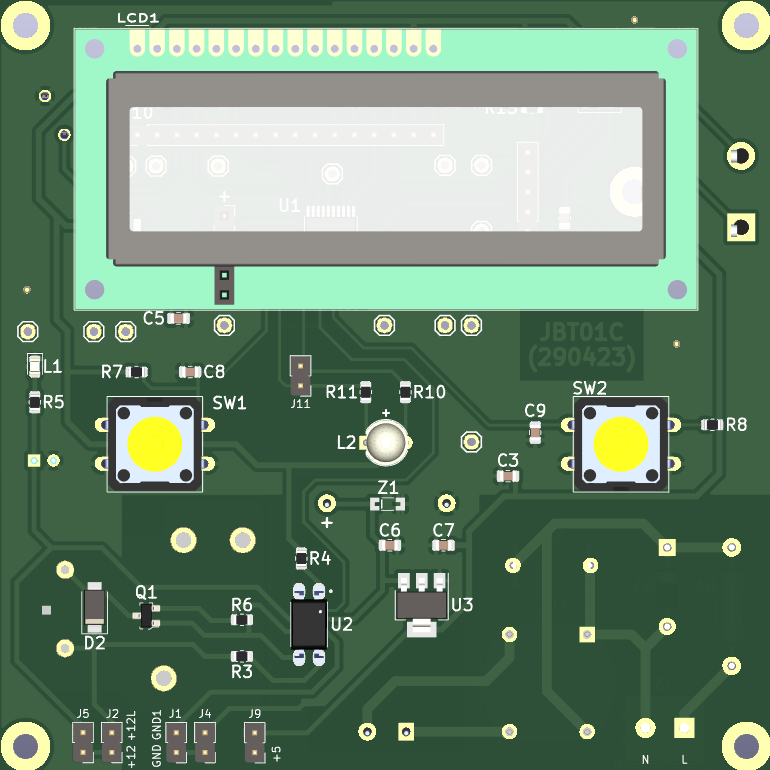 LCD1
10
R13
+
U1
C5
JBT01C
(290423)
L1
R7
C8
R5
SW1
J11
R11
R10
+
L2
SW2
C9
R8
C3
Z1
+
C6
C7
R4
Q1
R6
U2
U3
D2
R3
J5
J2
+12
+12L
GND
GND1
J1
J4
J9
+5
N
L